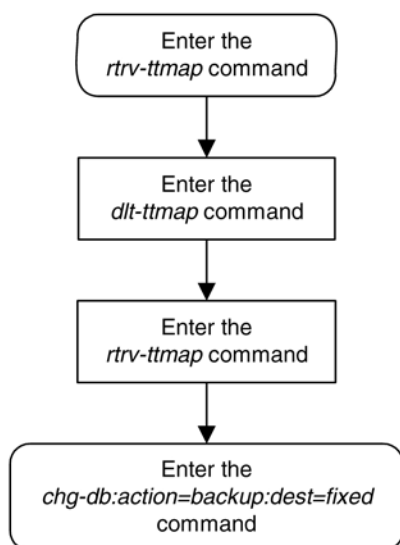 Enter the
rtrv-ttmap command
Enter the
dlt-ttmap command
Enter the
rtrv-ttmap command
Enter the
chg-db:action=backup:dest=fixed
command